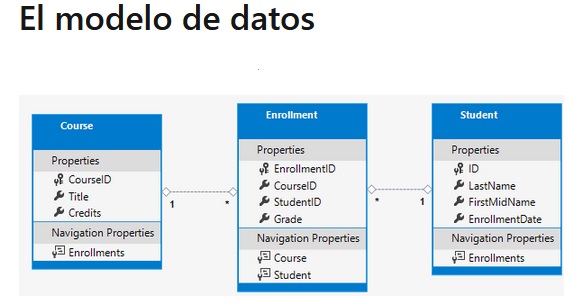 El modelo de datos
Course
Properties
CourseID
Title
Credits
Navigation Properties
Enrollments
1
*
Enrollment
Properties
EnrollmentID
CourseID
StudentID
Grade
Navigation Properties
Course
Student
*
1
Student
Properties
ID
LastName
FirstMidName
EnrollmentDate
Navigation Properties
Enrollments